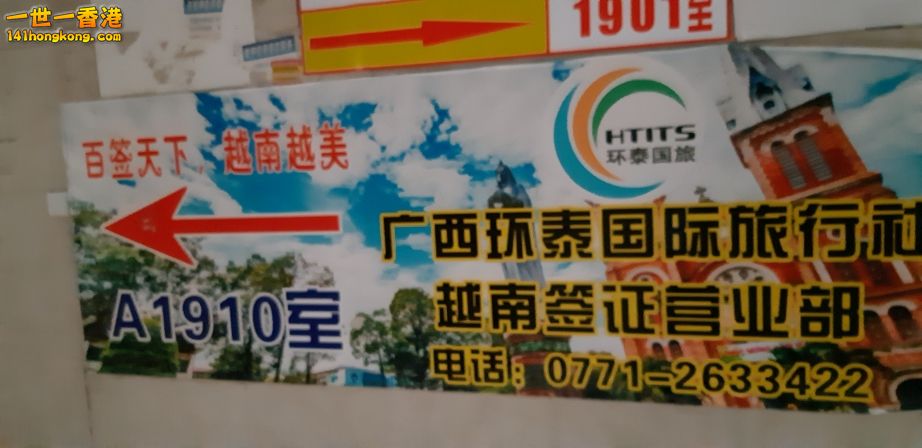 一世一香港
141hongkong.com
1901室
百签天下，越南越美
HTITS
环泰国旅
广西环泰国际旅行社
A1910室
越南签证营业部
电话：0771-2633422